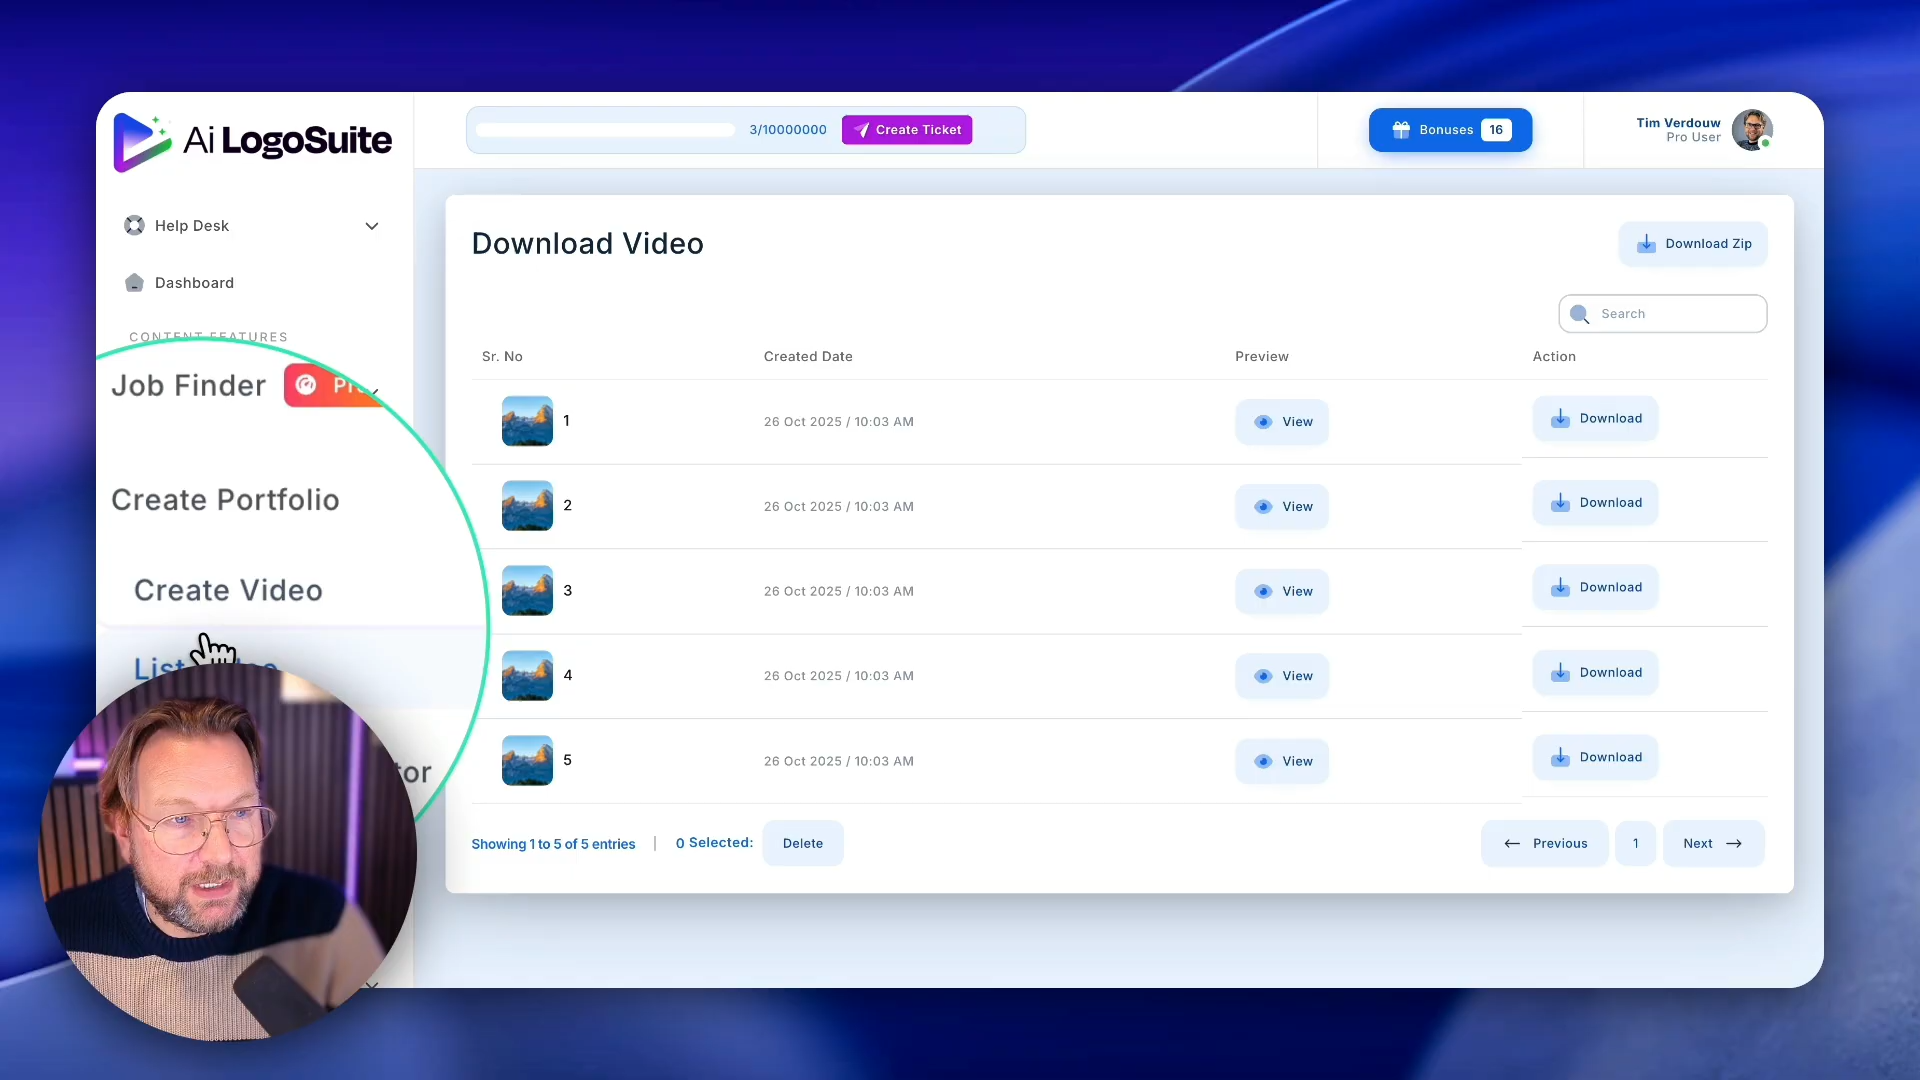 Ai LogoSuite
3/10000000
Create Ticket
Bonuses 16
Tim Verdouw
Pro User
Help Desk
Dashboard
CONTENT FEATURES
Job Finder
Create Portfolio
Create Video
Download Video
Download Zip
Search
Sr. No Created Date Preview Action
1 26 Oct 2025 / 10:03 AM View Download
2 26 Oct 2025 / 10:03 AM View Download
3 26 Oct 2025 / 10:03 AM View Download
4 26 Oct 2025 / 10:03 AM View Download
5 26 Oct 2025 / 10:03 AM View Download
Showing 1 to 5 of 5 entries | 0 Selected: Delete
← Previous 1 Next →